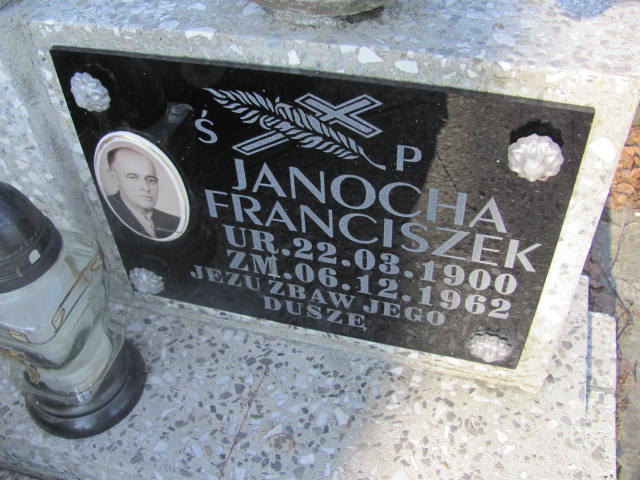 Ś P
JANOCHA
FRANCISZEK
UR. 22.03.1900
ZM. 06.12.1962
JEZU ZBAW JEGO
DUSZĘ